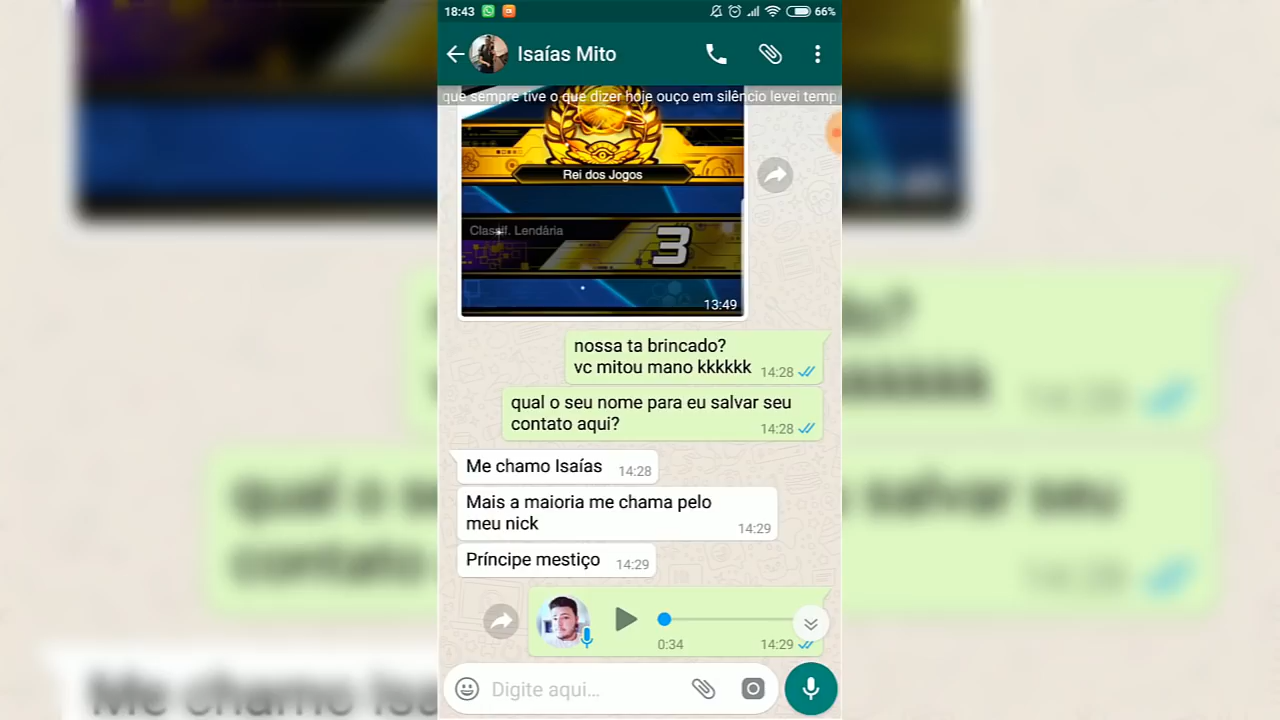 18:43
66%
Isaías Mito
que sempre tive o que dizer hoje ouço em silêncio levei temp
Rei dos Jogos
Classif. Lendária
3
13:49
nossa ta brincado?
vc mitou mano kkkkkk 14:28
qual o seu nome para eu salvar seu
contato aqui?
14:28
Me chamo Isaías 14:28
Mais a maioria me chama pelo
meu nick
14:29
Príncipe mestiço 14:29
0:34 14:29
Digite aqui...